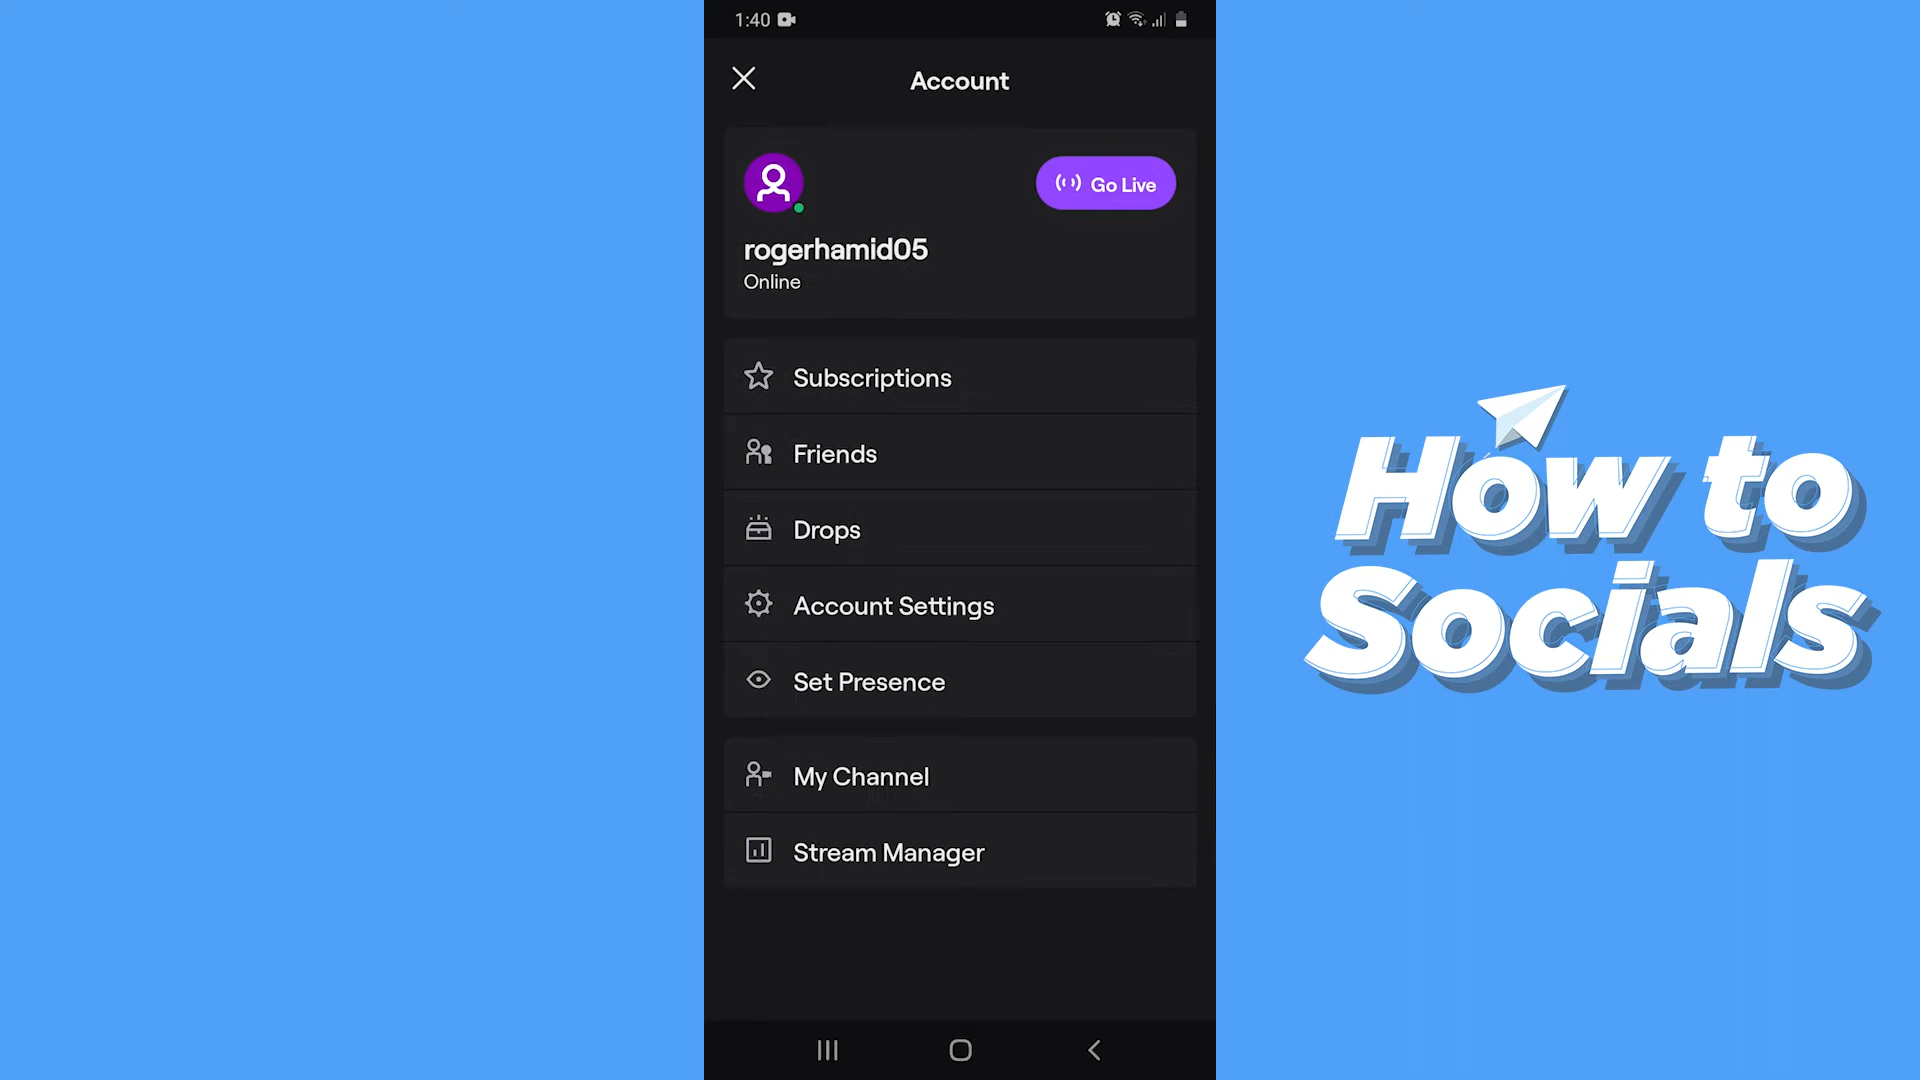 1:40
Account
Go Live
rogerhamid05
Online
Subscriptions
Friends
Drops
Account Settings
Set Presence
My Channel
Stream Manager
How to
Socials